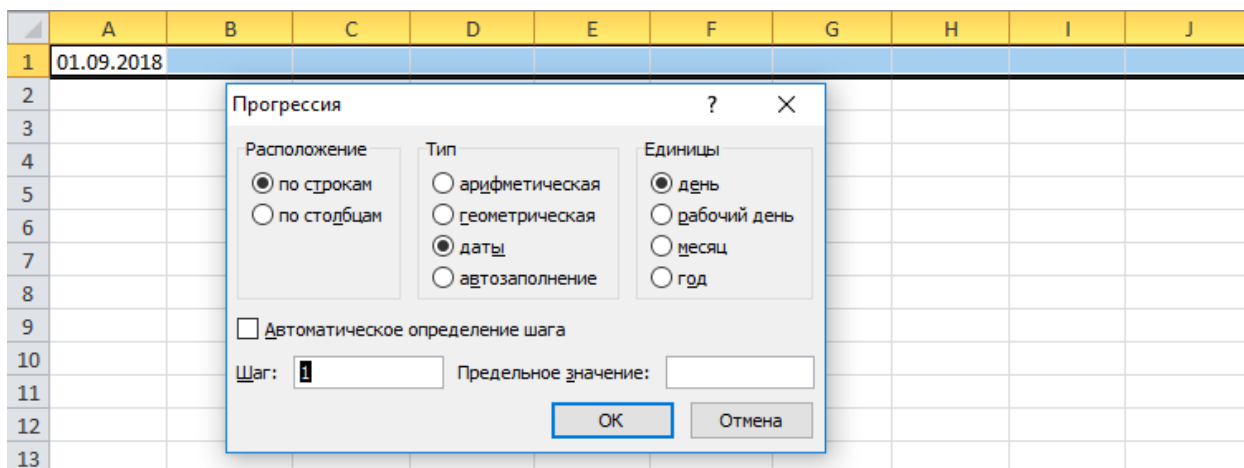 A B C D E F G H I J
1 01.09.2018
2
3
4
5
6
7
8
9
10
11
12
13
Прогрессия ? ×
Расположение Тип Единицы
по строкам арифметическая день
по столбцам геометрическая рабочий день
даты месяц
автозаполнение год
Автоматическое определение шага
Шаг: 1 Предельное значение:
ОК Отмена